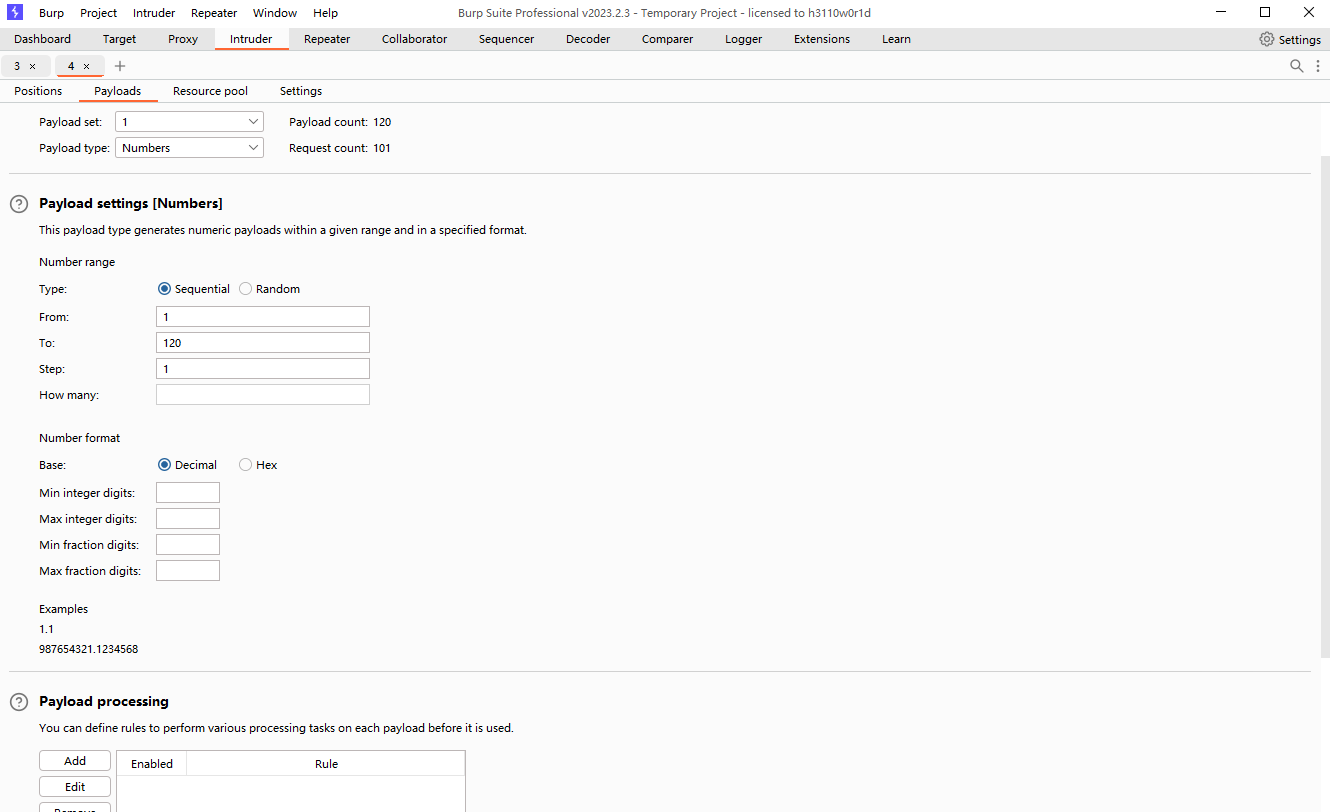 Burp Project Intruder Repeater Window Help Burp Suite Professional v2023.2.3 - Temporary Project - licensed to h3110w0r1d
Dashboard Target Proxy Intruder Repeater Collaborator Sequencer Decoder Comparer Logger Extensions Learn Settings
3 × 4 × +
Positions Payloads Resource pool Settings
Payload set: 1 Payload count: 120
Payload type: Numbers Request count: 101
? Payload settings [Numbers]
This payload type generates numeric payloads within a given range and in a specified format.
Number range
Type: Sequential Random
From: 1
To: 120
Step: 1
How many:
Number format
Base: Decimal Hex
Min integer digits:
Max integer digits:
Min fraction digits:
Max fraction digits:
Examples
1.1
987654321.1234568
? Payload processing
You can define rules to perform various processing tasks on each payload before it is used.
Add Enabled Rule
Edit
Remove